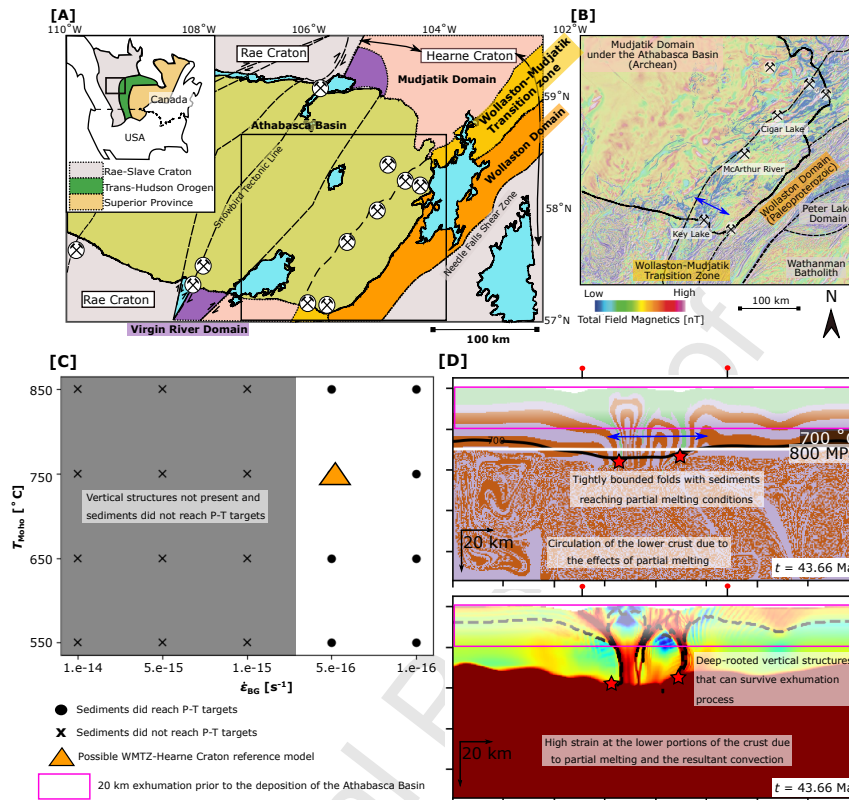 [A]
110°W
108°W
106°W
104°W
102°W
Rae Craton
Hearne Craton
Mudjatik Domain
Wollaston-Mudjatik
Transition zone
59°N
Canada
USA
Athabasca Basin
Wollaston Domain
Rae-Slave Craton
Trans-Hudson Orogen
Superior Province
Snowbird Tectonic Line
58°N
Needle Falls Shear Zone
Rae Craton
Virgin River Domain
57°N
100 km
[B]
Mudjatik Domain
under the Athabasca Basin
(Archean)
Cigar Lake
McArthur River
Wollaston Domain
(Paleoproterozoic)
Peter Lake
Domain
Key Lake
Wathanman
Batholith
Wollaston-Mudjatik
Transition Zone
Low
High
Total Field Magnetics [nT]
100 km
N
[C]
850
750
650
550
T_Moho [°C]
Vertical structures not present and
sediments did not reach P-T targets
1.e-14
5.e-15
1.e-15
5.e-16
1.e-16
ε̇_BG [s⁻¹]
Sediments did reach P-T targets
Sediments did not reach P-T targets
Possible WMTZ-Hearne Craton reference model
20 km exhumation prior to the deposition of the Athabasca Basin
[D]
700
700 °C
800 MP
Tightly bounded folds with sediments
reaching partial melting conditions
20 km
Circulation of the lower crust due to
the effects of partial melting
t = 43.66 Ma
Deep-rooted vertical structures
that can survive exhumation
process
20 km
High strain at the lower portions of the crust due
to partial melting and the resultant convection
t = 43.66 Ma